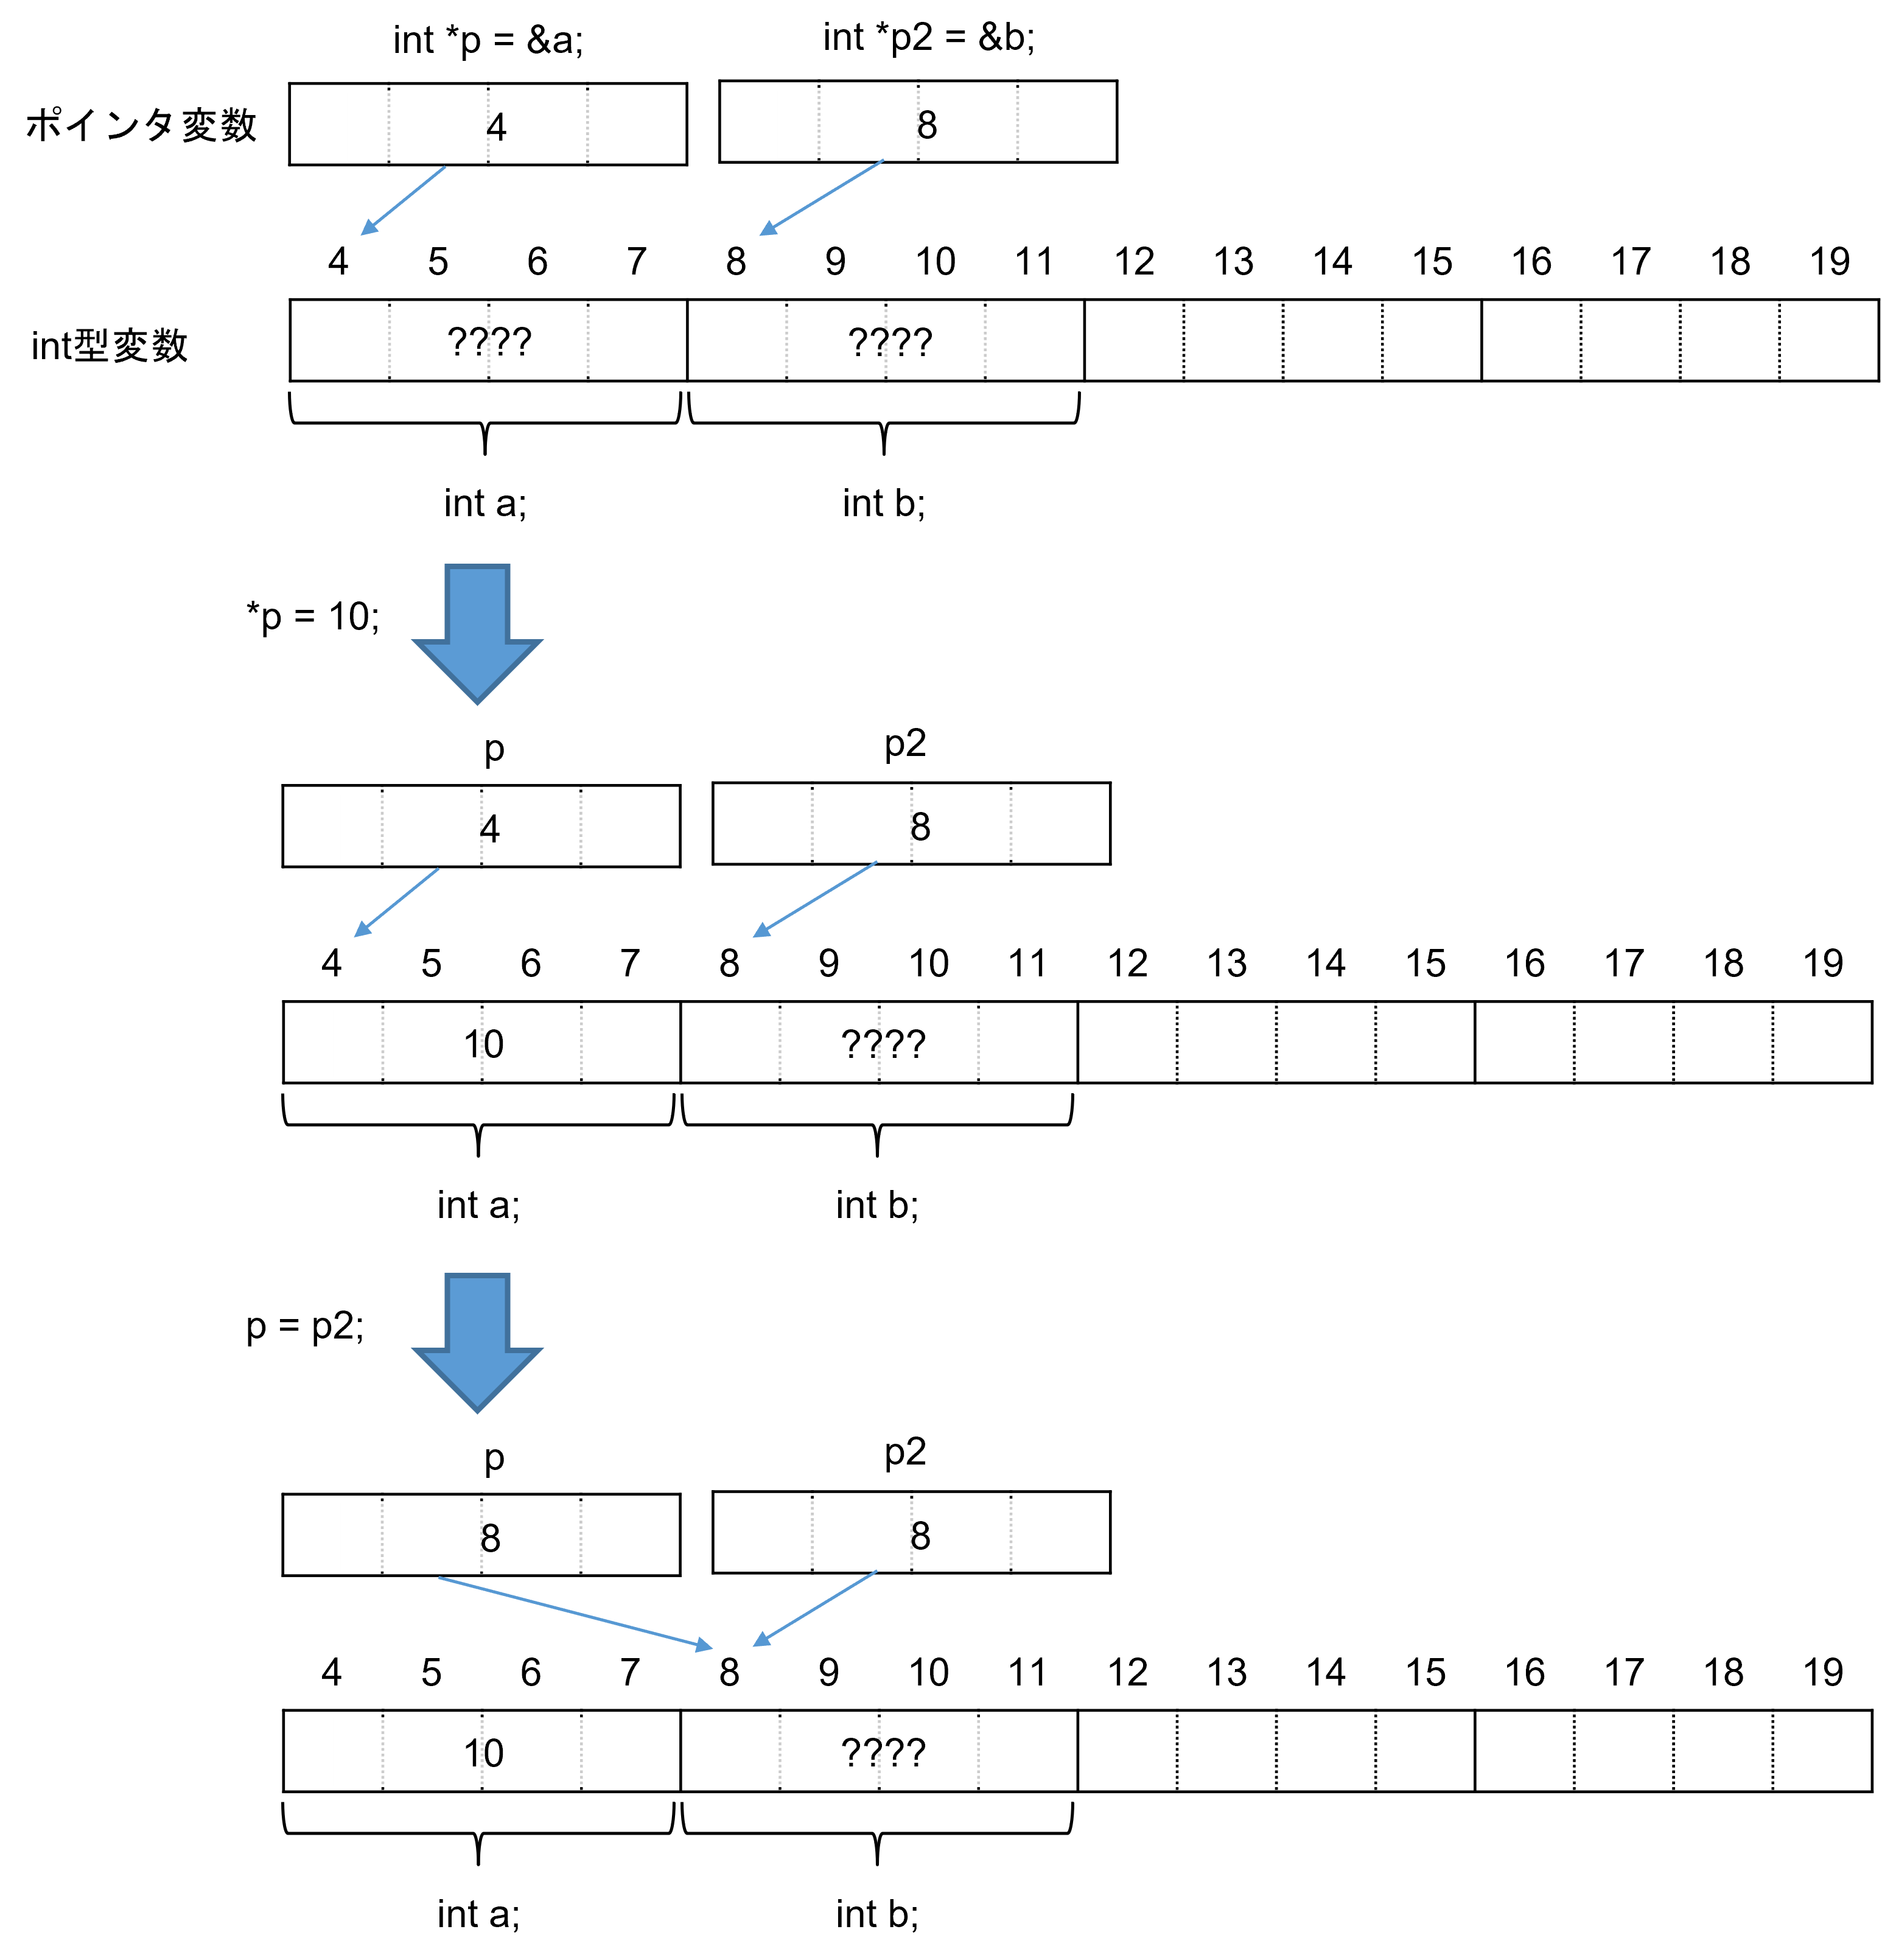 int *p = &a; int *p2 = &b;
ポインタ変数 4 8
4 5 6 7 8 9 10 11 12 13 14 15 16 17 18 19
int型変数 ???? ????
int a; int b;
*p = 10;
p p2
4 8
4 5 6 7 8 9 10 11 12 13 14 15 16 17 18 19
10 ????
int a; int b;
p = p2;
p p2
8 8
4 5 6 7 8 9 10 11 12 13 14 15 16 17 18 19
10 ????
int a; int b;